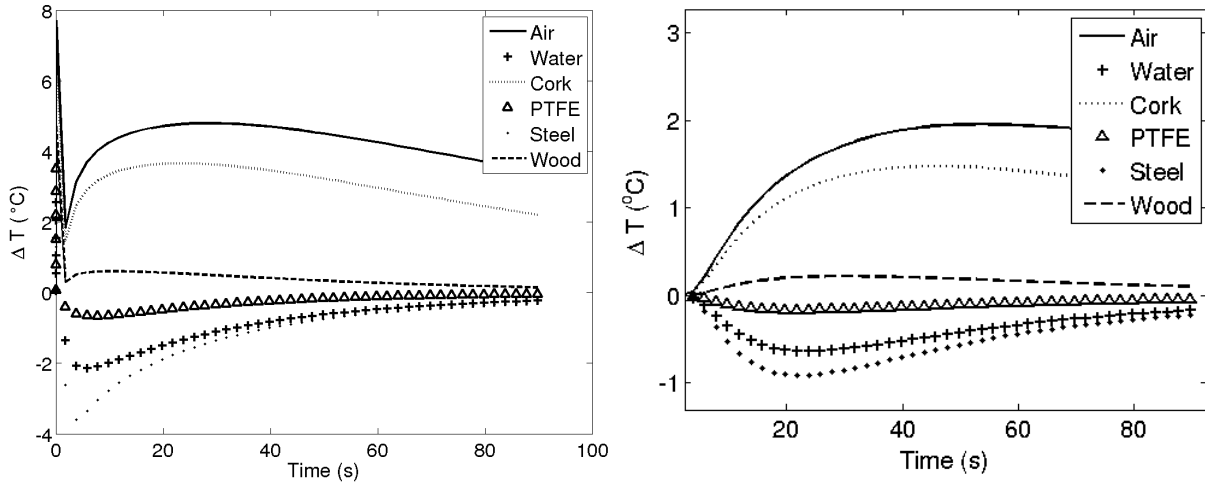 8
6
4
2
0
-2
-4
Δ T (°C)
0 20 40 60 80 100
Time (s)
Air
Water
Cork
PTFE
Steel
Wood
3
2
1
0
-1
Δ T (⁰C)
20 40 60 80
Time (s)
Air
Water
Cork
PTFE
Steel
Wood